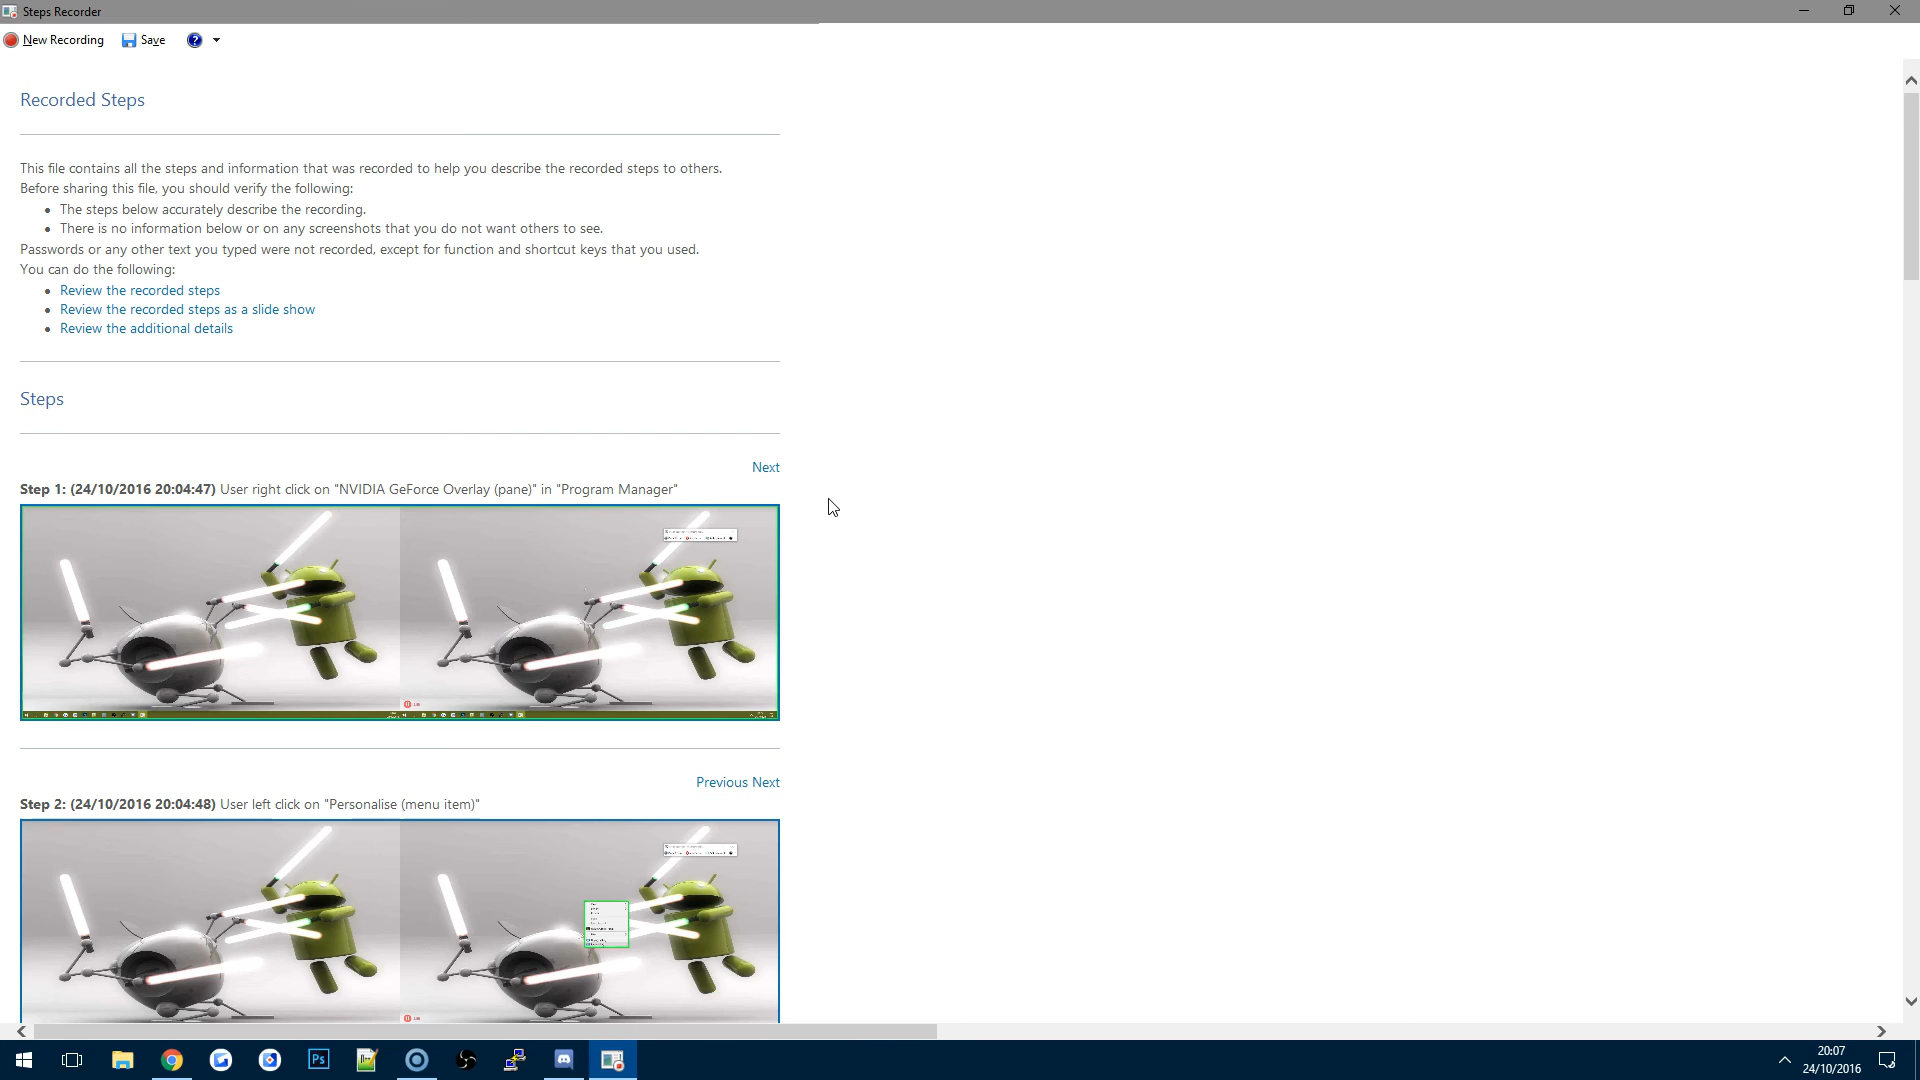 Steps Recorder
New Recording Save
Recorded Steps
This file contains all the steps and information that was recorded to help you describe the recorded steps to others.
Before sharing this file, you should verify the following:
The steps below accurately describe the recording.
There is no information below or on any screenshots that you do not want others to see.
Passwords or any other text you typed were not recorded, except for function and shortcut keys that you used.
You can do the following:
Review the recorded steps
Review the recorded steps as a slide show
Review the additional details
Steps
Next
Step 1: (24/10/2016 20:04:47) User right click on "NVIDIA GeForce Overlay (pane)" in "Program Manager"
Previous Next
Step 2: (24/10/2016 20:04:48) User left click on "Personalise (menu item)"
Ps
20:07
24/10/2016